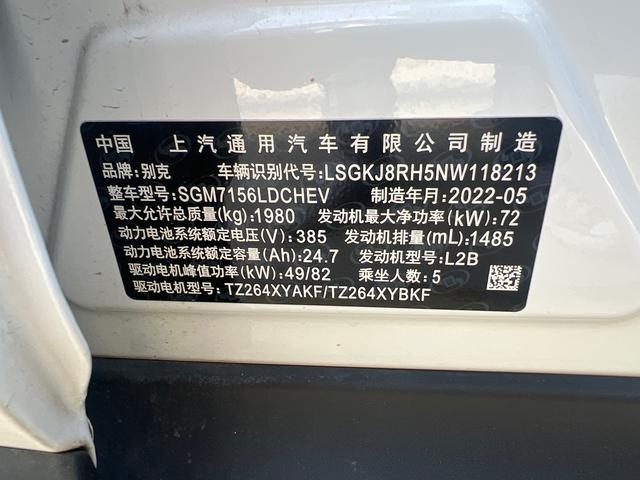 中国 上汽通用汽车有限公司制造
品牌:别克 车辆识别代号:LSGKJ8RH5NW118213
整车型号:SGM7156LDCHEV 制造年月:2022-05
最大允许总质量(kg):1980 发动机最大净功率(kW):72
动力电池系统额定电压(V):385 发动机排量(mL):1485
动力电池系统额定容量(Ah):24.7 发动机型号:L2B
驱动电机峰值功率(kW):49/82 乘坐人数:5
驱动电机型号:TZ264XYAKF/TZ264XYBKF